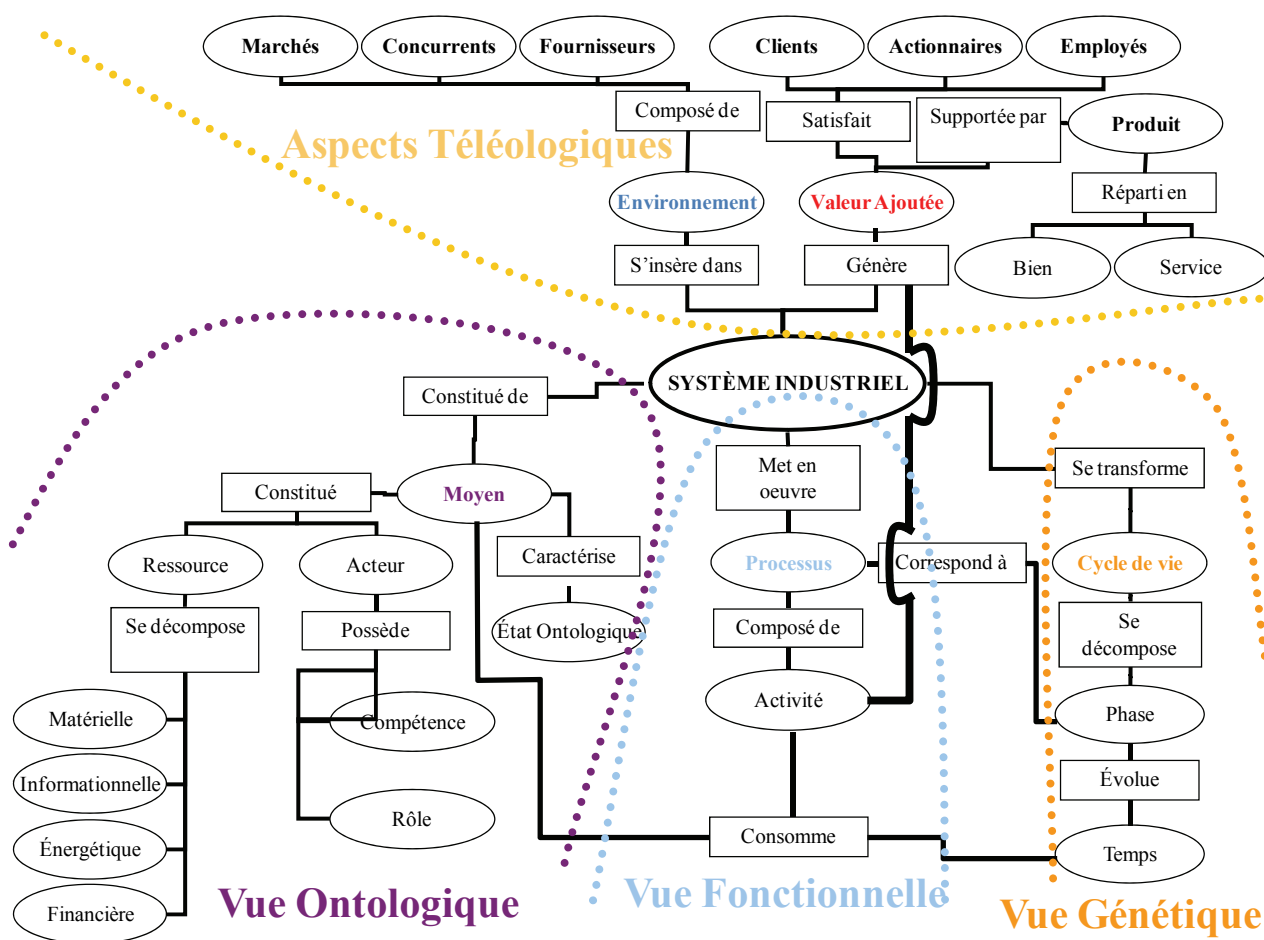 Marchés
Concurrents
Fournisseurs
Clients
Actionnaires
Employés
Composé de
Satisfait
Supportée par
Produit
Aspects Téléologiques
Environnement
Valeur Ajoutée
Réparti en
S’insère dans
Génère
Bien
Service
SYSTÈME INDUSTRIEL
Constitué de
Met en
oeuvre
Se transforme
Constitué
Moyen
Caractérise
Ressource
Acteur
Processus
Correspond à
Cycle de vie
Se décompose
Possède
État Ontologique
Composé de
Se
décompose
Matérielle
Compétence
Activité
Phase
Informationnelle
Évolue
Rôle
Énergétique
Consomme
Temps
Financière
Vue Ontologique
Vue Fonctionnelle
Vue Génétique